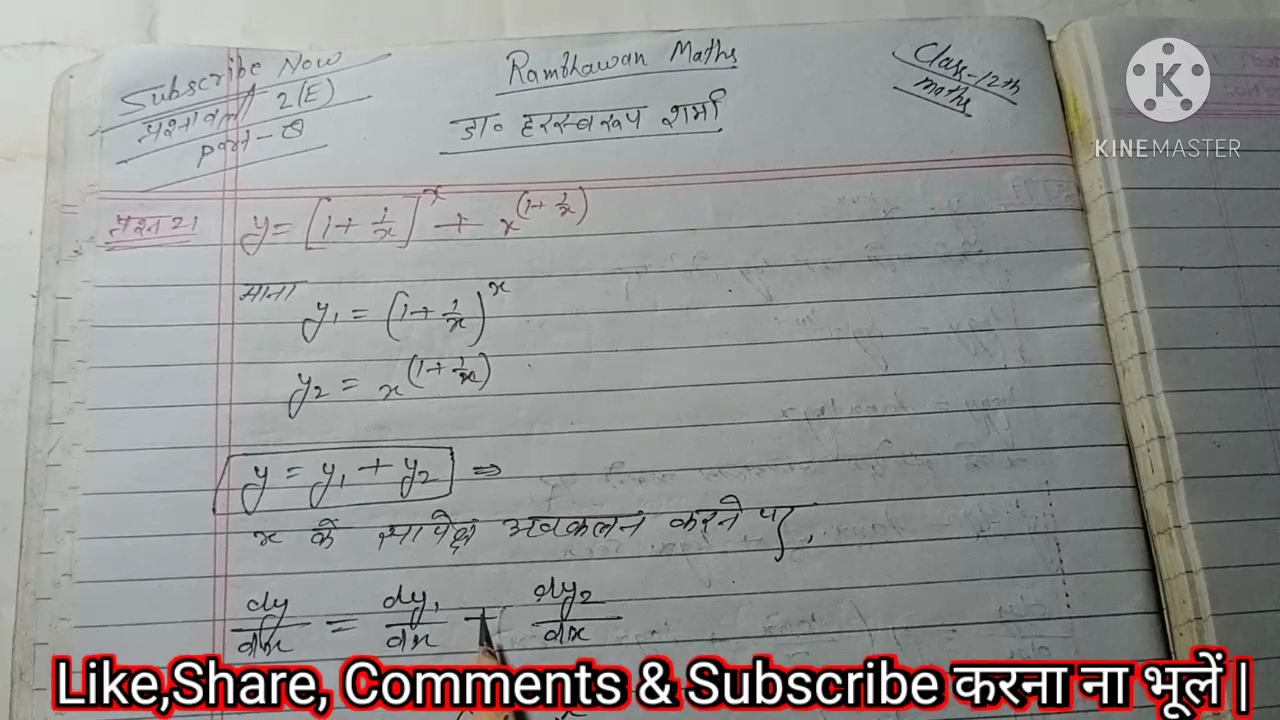 Subscribe Now
प्रश्नावली 2(E)
Part-
Rambhawan Maths
डा० हरस्वरूप शर्मा
Class-12th
maths
KINEMASTER
प्रश्न 21 y = [1 + 1/x]^x + x^(1 + 1/x)
माना y₁ = (1 + 1/x)^x
y₂ = x^(1 + 1/x)
y = y₁ + y₂ ⇒
x के सापेक्ष अवकलन करने पर,
dy/dx = dy₁/dx + dy₂/dx
Like,Share, Comments & Subscribe करना ना भूलें |